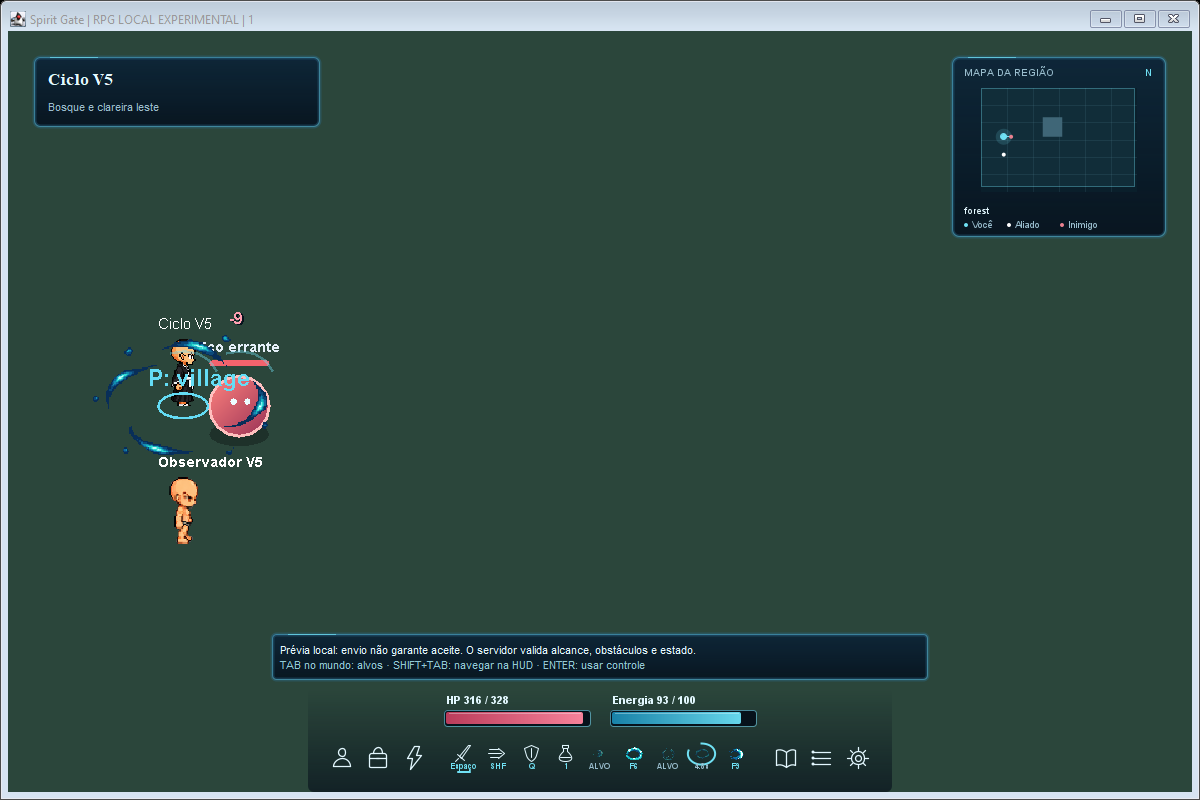 Spirit Gate | RPG LOCAL EXPERIMENTAL | 1
Ciclo V5
Bosque e clareira leste
MAPA DA REGIÃO
N
forest
Você
Aliado
Inimigo
Ciclo V5
-9
errante
P: village
Observador V5
Prévia local: envio não garante aceite. O servidor valida alcance, obstáculos e estado.
TAB no mundo: alvos · SHIFT+TAB: navegar na HUD · ENTER: usar controle
HP 316 / 328
Energia 93 / 100
Espaço
SHF
Q
1
ALVO
F6
ALVO
F9